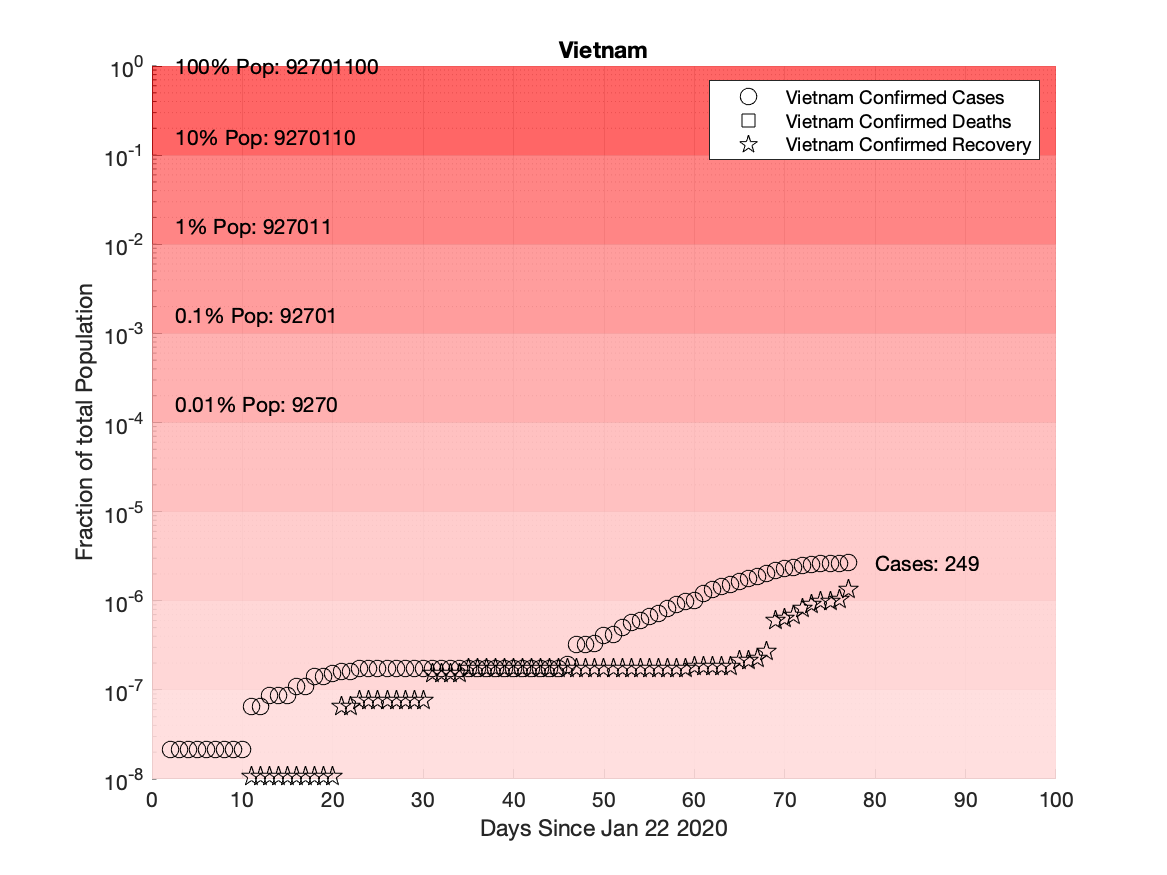 Vietnam
10^0
100% Pop: 92701100
Vietnam Confirmed Cases
Vietnam Confirmed Deaths
Vietnam Confirmed Recovery
10% Pop: 9270110
10^-1
1% Pop: 927011
10^-2
0.1% Pop: 92701
10^-3
0.01% Pop: 9270
10^-4
10^-5
Cases: 249
10^-6
10^-7
10^-8
Fraction of total Population
0 10 20 30 40 50 60 70 80 90 100
Days Since Jan 22 2020